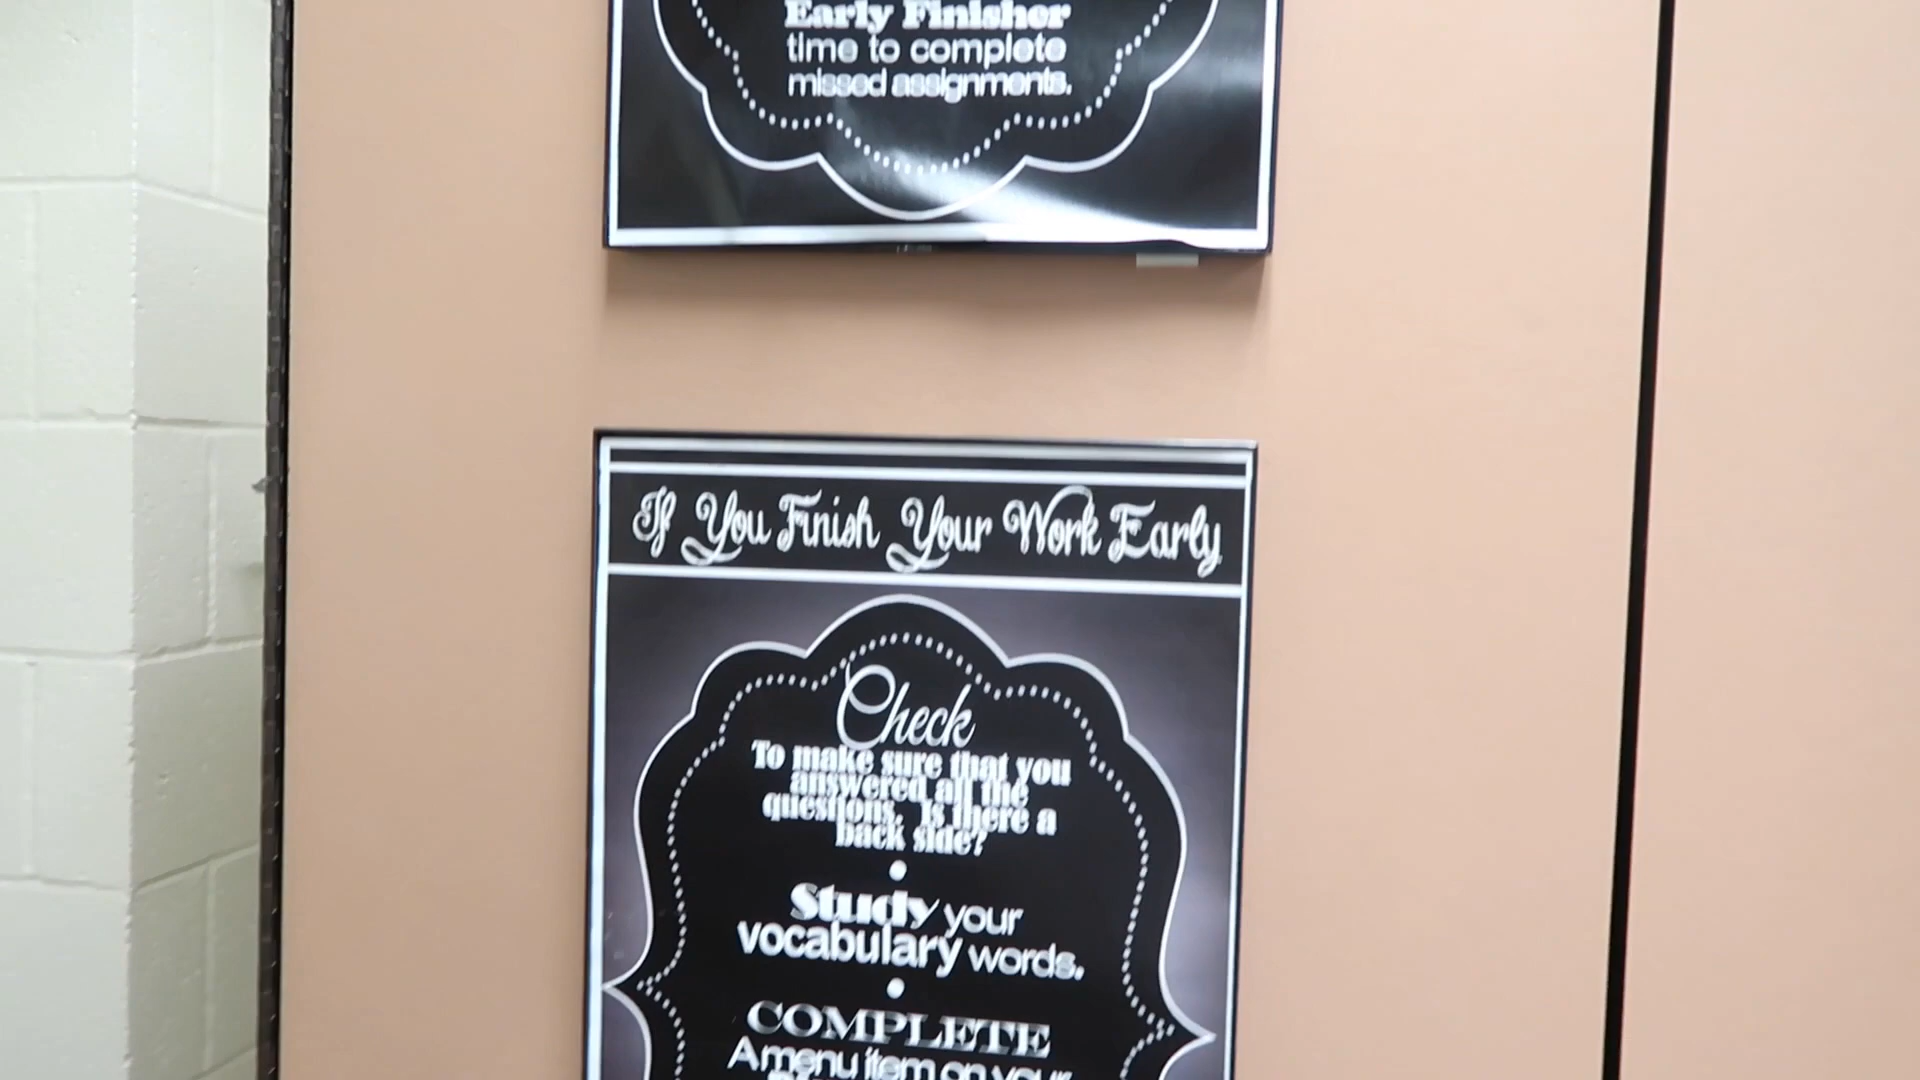 Early Finisher
time to complete
missed assignments.
If You Finish Your Work Early
Check
To make sure that you
answered all the
questions. Is there a
back side?
Study your
vocabulary words.
COMPLETE
A menu item on your